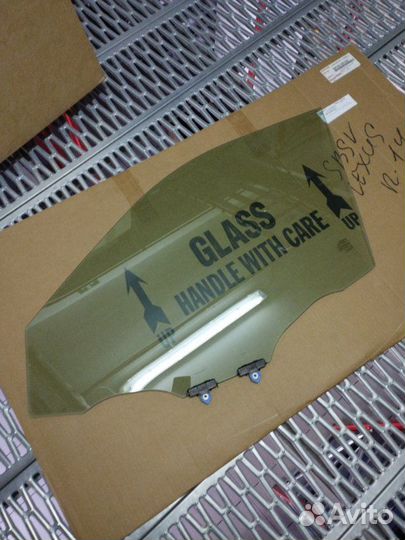 LEXUS
GLASS
HANDLE WITH CARE
UP
UP
Avito